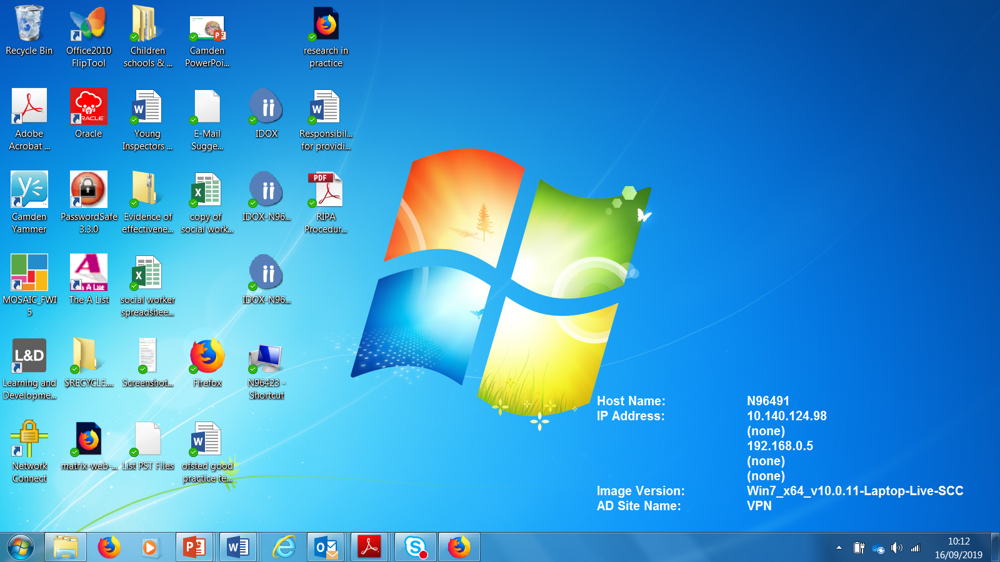 Recycle Bin
Office2010
FlipTool
Children
schools & ...
Camden
PowerPoi...
research in
practice
Adobe
Acrobat ...
ORACLE
Oracle
Young
Inspectors ...
E-Mail
Sugge...
IDOX
Responsibil...
for providi...
Camden
Yammer
PasswordSafe
3.3.0
Evidence of
effectivene...
copy of
social work...
IDOX-N96...
PDF
RIPA
Procedur...
MOSAIC_FWI
5
The A List
social worker
spreadshee...
IDOX-N96...
L&D
Learning and
Developme...
$RECYCLE....
Screenshot...
Firefox
N96423 -
Shortcut
Network
Connect
matrix-web-...
List PST Files
ofsted good
practice te...
Host Name: N96491
IP Address: 10.140.124.98
(none)
192.168.0.5
(none)
(none)
Image Version: Win7_x64_v10.0.11-Laptop-Live-SCC
AD Site Name: VPN
10:12
16/09/2019